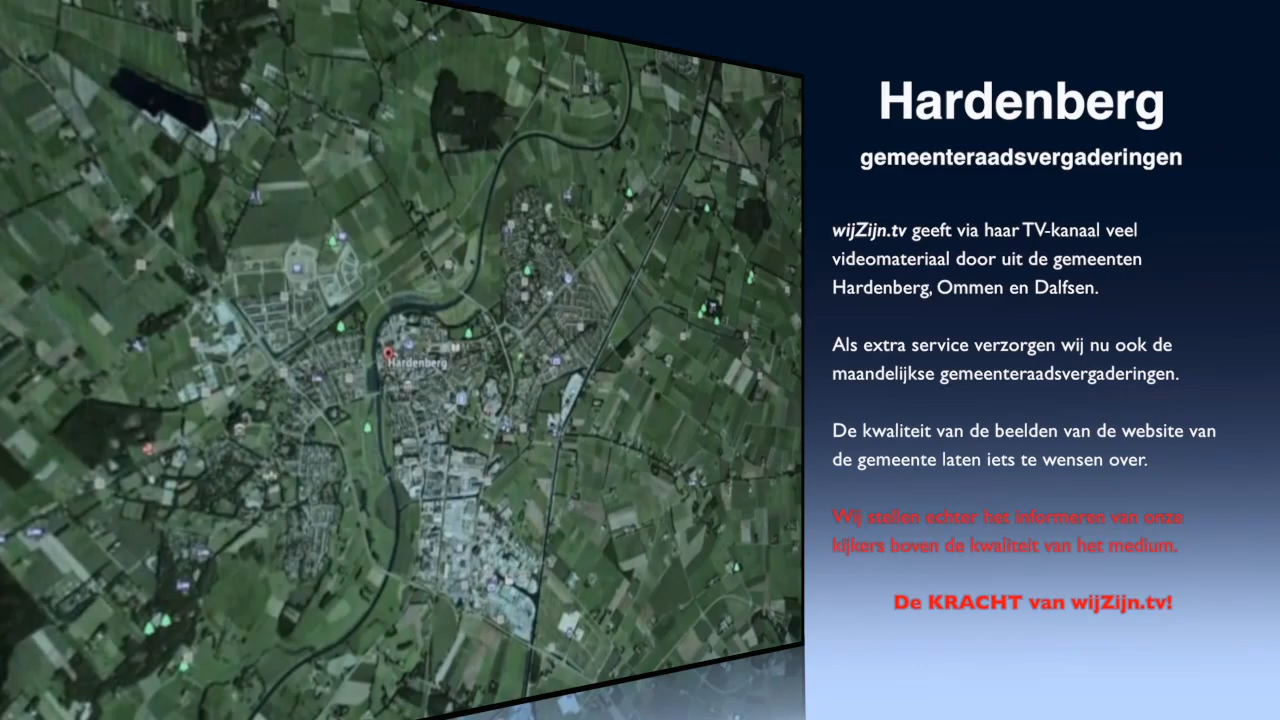 Hardenberg
gemeenteraadsvergaderingen
wijZijn.tv geeft via haar TV-kanaal veel
videomateriaal door uit de gemeenten
Hardenberg, Ommen en Dalfsen.
Als extra service verzorgen wij nu ook de
maandelijkse gemeenteraadsvergaderingen.
De kwaliteit van de beelden van de website van
de gemeente laten iets te wensen over.
Wij stellen echter het informeren van onze
kijkers boven de kwaliteit van het medium.
De KRACHT van wijZijn.tv!
Hardenberg